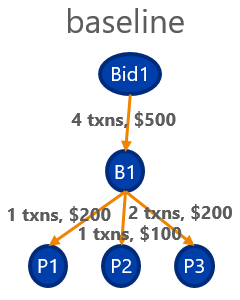 baseline
Bid1
4 txns, $500
B1
1 txns, $200
2 txns, $200
1 txns, $100
P1
P2
P3